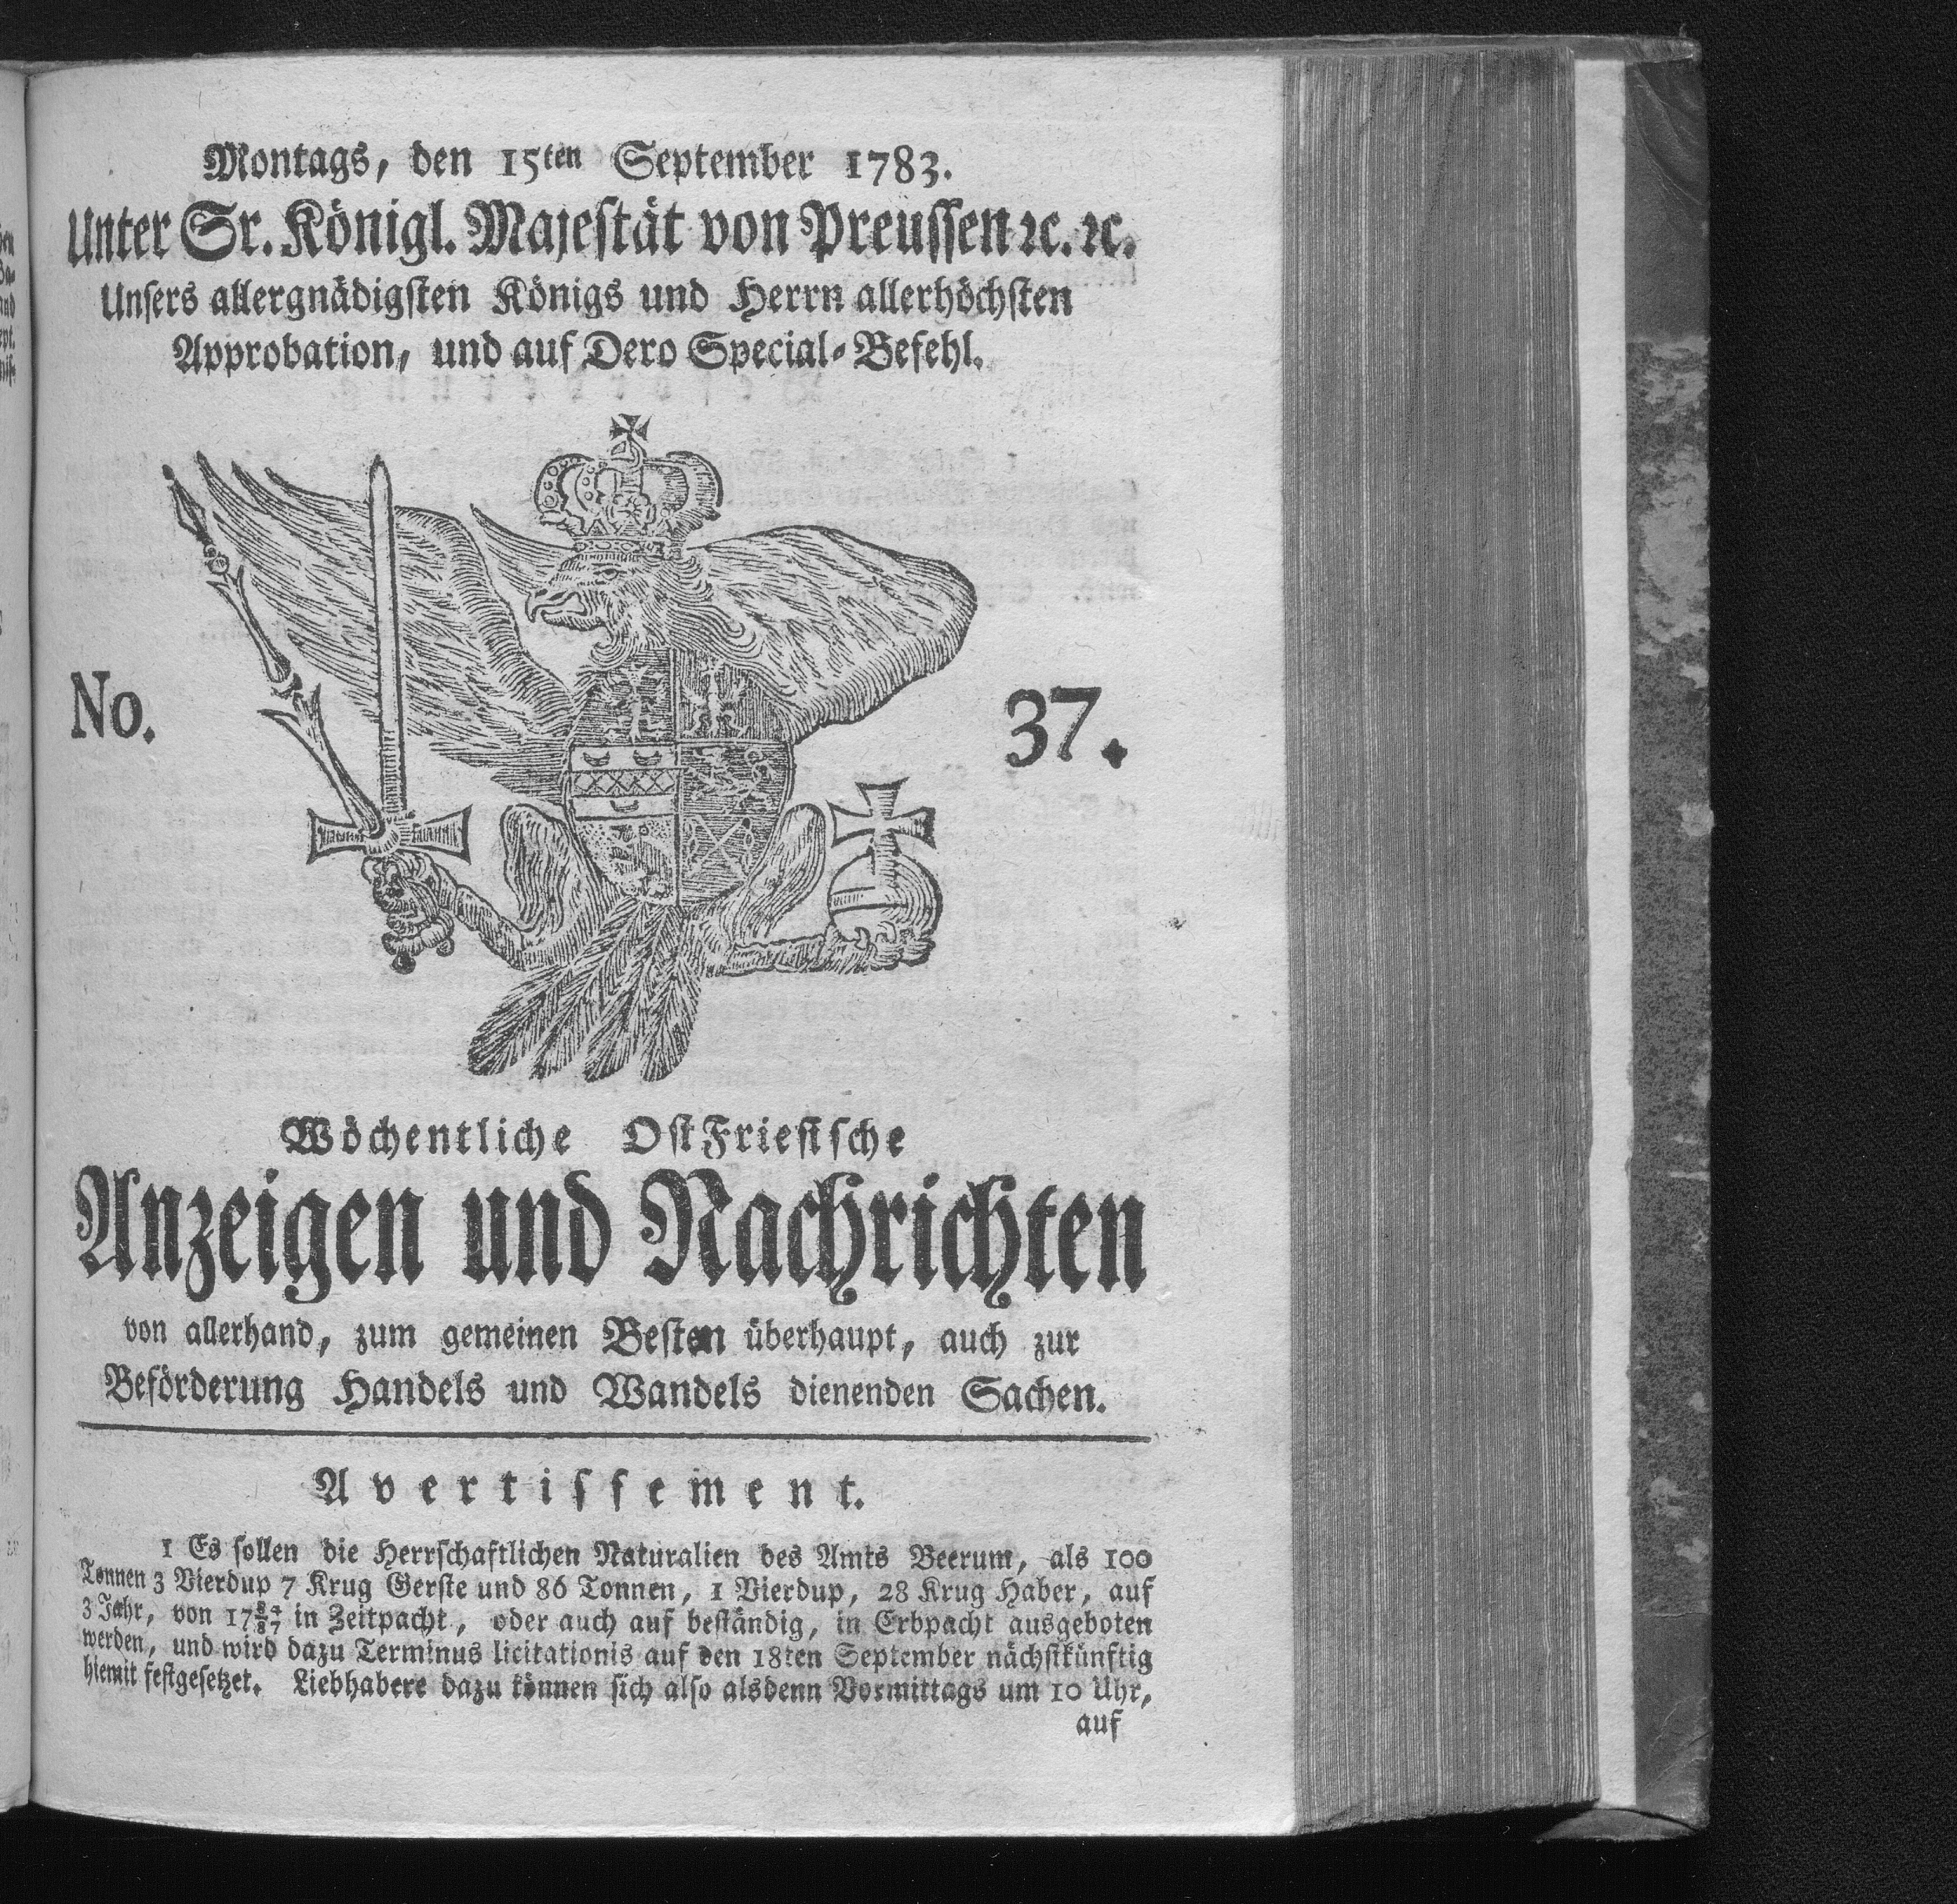 Montags, den 15ten September 1783.
Unter Sr. Königl. Majestät von Preussen ꝛc. ꝛc.
Unsers allergnädigsten Königs und Herrn allerhöchsten
Approbation, und auf Dero Special-Befehl.
No. 37.
Wöchentliche OstFriesische
Anzeigen und Nachrichten
von allerhand, zum gemeinen Besten überhaupt, auch zur
Beförderung Handels und Wandels dienenden Sachen.
Avertissement.
1 Es sollen die Herrschaftlichen Naturalien des Amts Beerum, als 100
Tonnen 3 Vierdup 7 Krug Gerste und 86 Tonnen, 1 Vierdup, 28 Krug Haber, auf
3 Jahr, von 17 84/87 in Zeitpacht, oder auch auf beständig, in Erbpacht ausgeboten
werden, und wird dazu Terminus licitationis auf den 18ten September nächstkünftig
hiemit festgesetzet. Liebhabere dazu können sich also alsdenn Vormittags um 10 Uhr,
auf